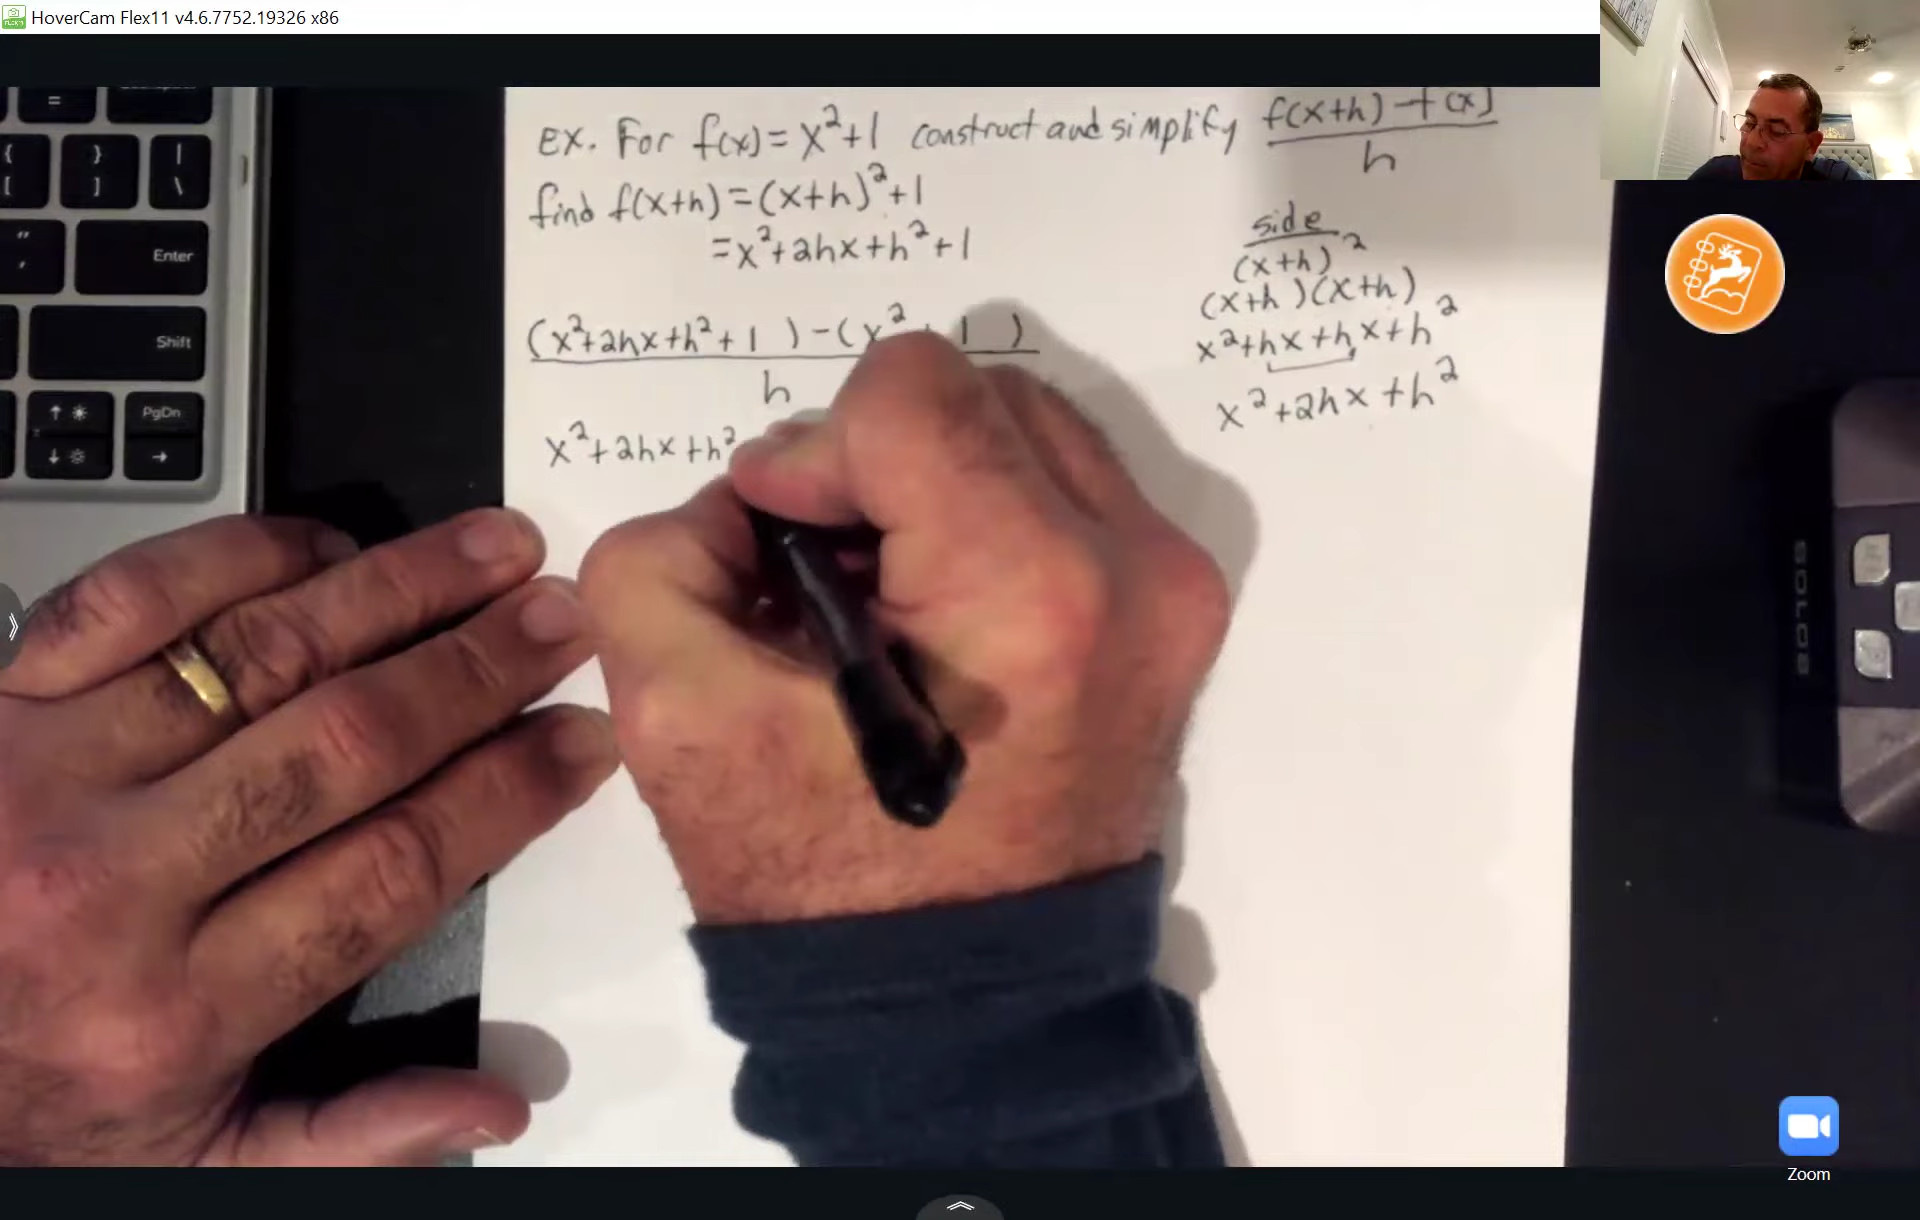 HoverCam Flex11 v4.6.7752.19326 x86
Ex. For f(x) = x²+1 construct and simplify f(x+h) - f(x)
h
find f(x+h) = (x+h)²+1
= x²+2hx+h²+1
(x²+2hx+h²+1 ) - (x² + 1 )
h
x²+2hx+h²
side
(x+h)²
(x+h)(x+h)
x²+hx+hx+h²
x²+2hx+h²
=
{ } |
[ ] \
" Enter
'
Shift
PgDn
BOLOS
Zoom